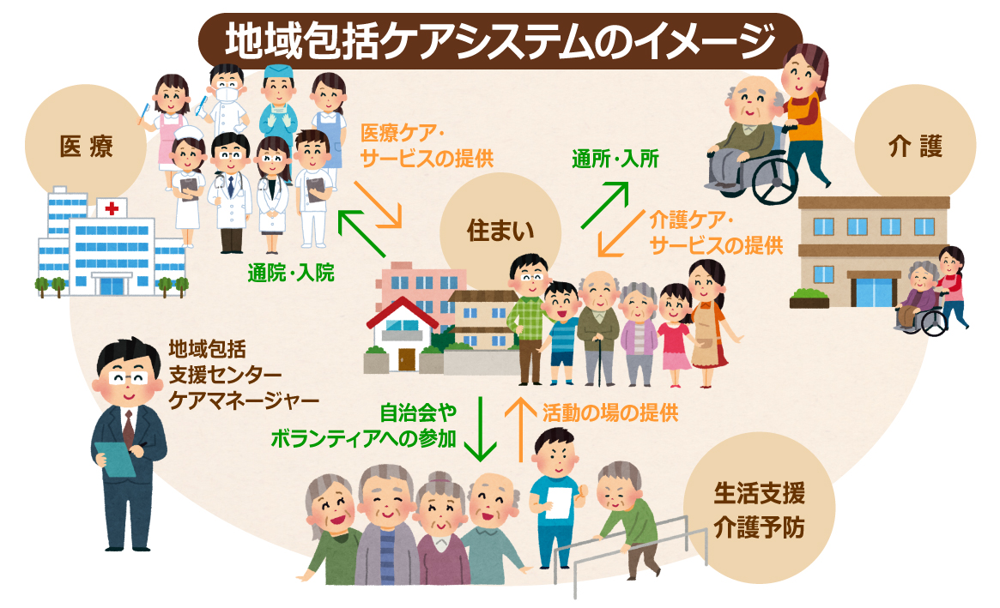 地域包括ケアシステムのイメージ
医療
医療ケア・
サービスの提供
通院・入院
住まい
通所・入所
介護ケア・
サービスの提供
介護
地域包括
支援センター
ケアマネージャー
自治会や
ボランティアへの参加
活動の場の提供
生活支援
介護予防